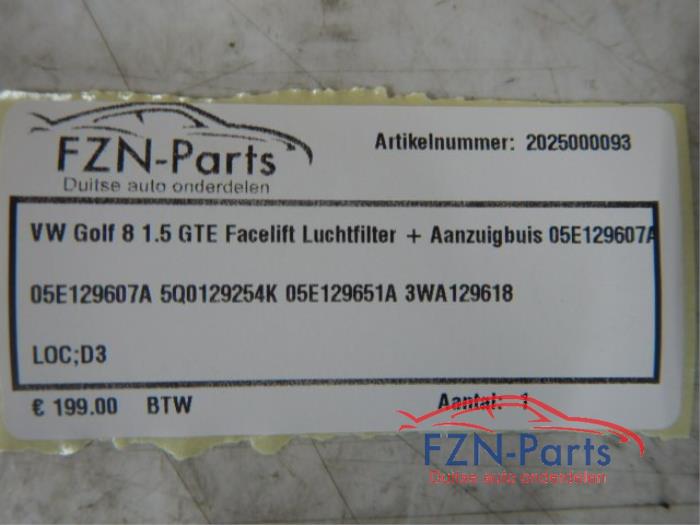 FZN-Parts
Duitse auto onderdelen
Artikelnummer: 2025000093
VW Golf 8 1.5 GTE Facelift Luchtfilter + Aanzuigbuis 05E129607A
05E129607A 5Q0129254K 05E129651A 3WA129618
LOC;D3
€ 199.00 BTW Aantal: 1
FZN-Parts
Duitse auto onderdelen